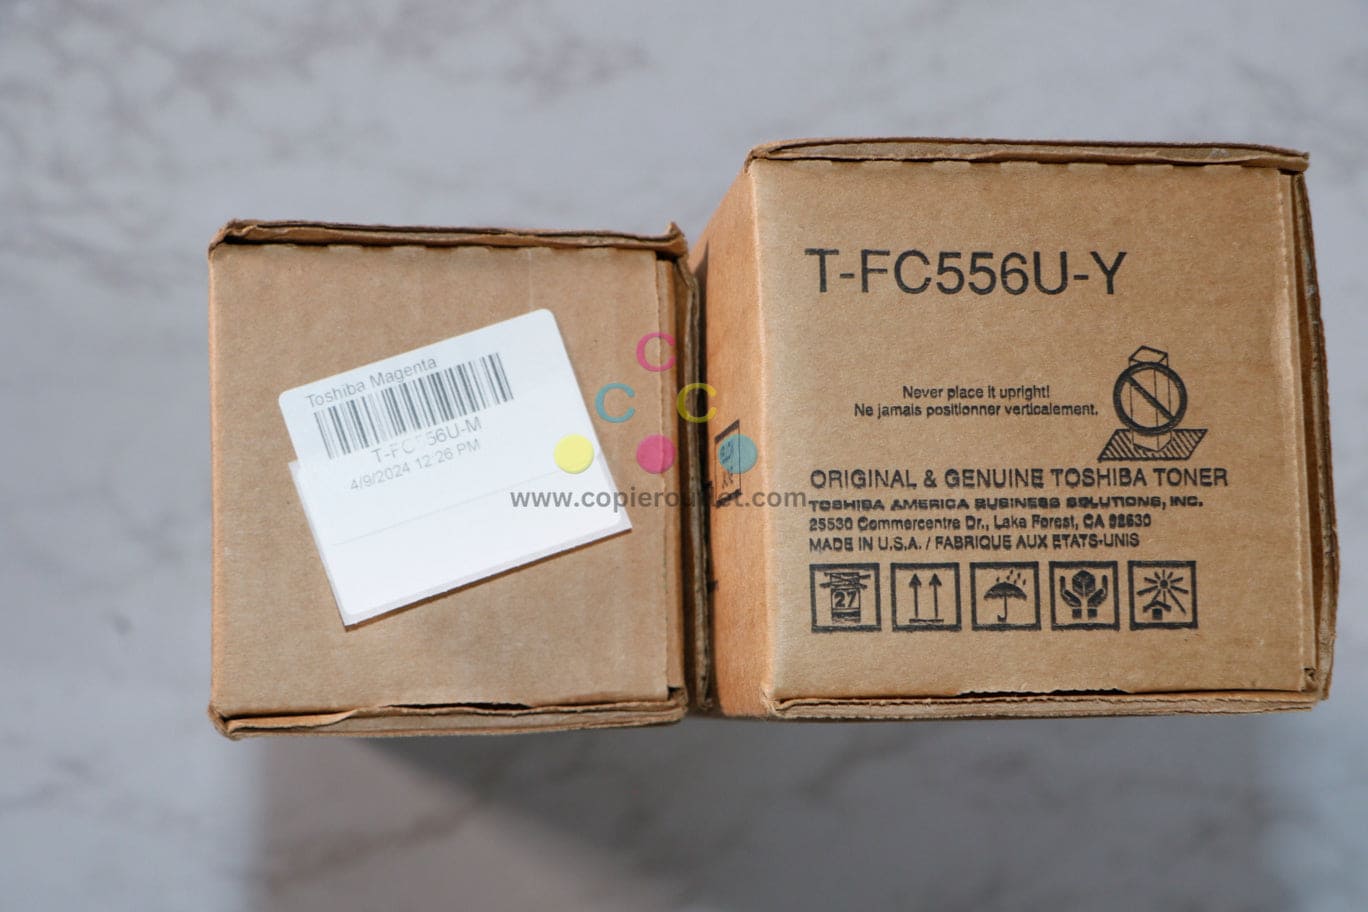 Toshiba Magenta
T-FC556U-M
4/9/2024 12:26 PM
T-FC556U-Y
Never place it upright!
Ne jamais positionner verticalement.
ORIGINAL & GENUINE TOSHIBA TONER
TOSHIBA AMERICA BUSINESS SOLUTIONS, INC.
25530 Commercentre Dr., Lake Forest, CA 92630
MADE IN U.S.A. / FABRIQUE AUX ETATS-UNIS
27
C
C C
www.copieroutlet.com